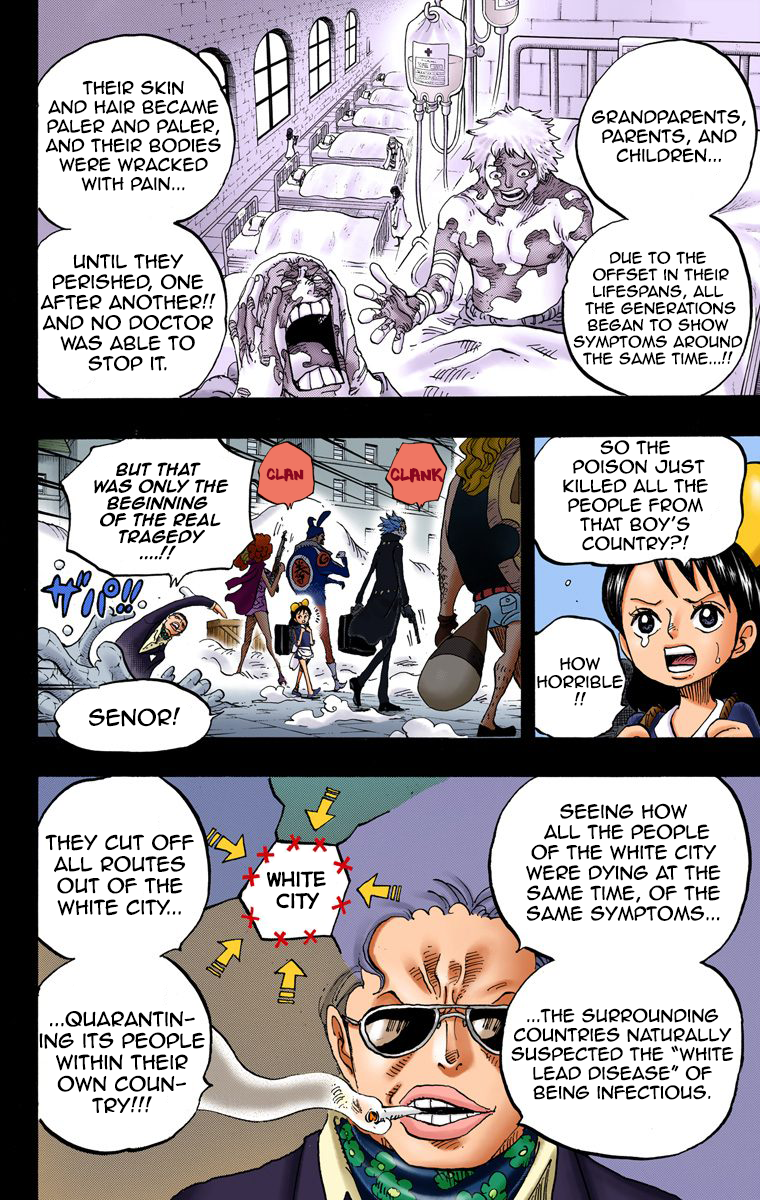 GRANDPARENTS,
PARENTS, AND
CHILDREN...
DUE TO THE
OFFSET IN THEIR
LIFESPANS, ALL
THE GENERATIONS
BEGAN TO SHOW
SYMPTOMS AROUND
THE SAME TIME...!!
THEIR SKIN
AND HAIR BECAME
PALER AND PALER,
AND THEIR BODIES
WERE WRACKED
WITH PAIN...
UNTIL THEY
PERISHED, ONE
AFTER ANOTHER!!
AND NO DOCTOR
WAS ABLE TO
STOP IT.
SO THE
POISON JUST
KILLED ALL THE
PEOPLE FROM
THAT BOY'S
COUNTRY?!
HOW
HORRIBLE
!!
CLANK
CLAN
BUT THAT
WAS ONLY THE
BEGINNING
OF THE REAL
TRAGEDY
....!!
ザパ!!
SENOR!
SEEING HOW
ALL THE PEOPLE
OF THE WHITE CITY
WERE DYING AT THE
SAME TIME, OF THE
SAME SYMPTOMS...
...THE SURROUNDING
COUNTRIES NATURALLY
SUSPECTED THE "WHITE
LEAD DISEASE" OF
BEING INFECTIOUS.
WHITE
CITY
THEY CUT OFF
ALL ROUTES
OUT OF THE
WHITE CITY...
...QUARANTIN-
ING ITS PEOPLE
WITHIN THEIR
OWN COUN-
TRY!!!